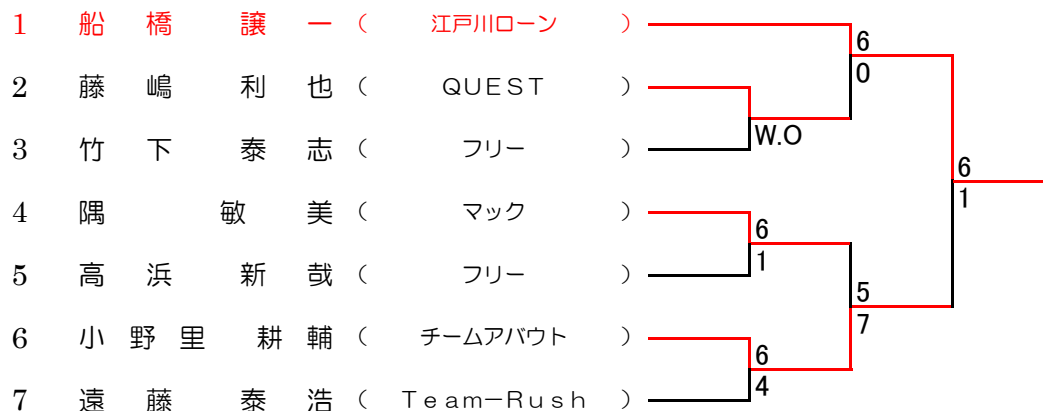 1 船橋 譲一 ( 江戸川ローン )
2 藤嶋 利也 ( QUEST )
3 竹下 泰志 ( フリー )
4 隅 敏美 ( マック )
5 高浜 新哉 ( フリー )
6 小野里 耕輔 ( チームアバウト )
7 遠藤 泰浩 ( Team-Rush )
6
0
W.O
6
1
6
1
5
7
6
4